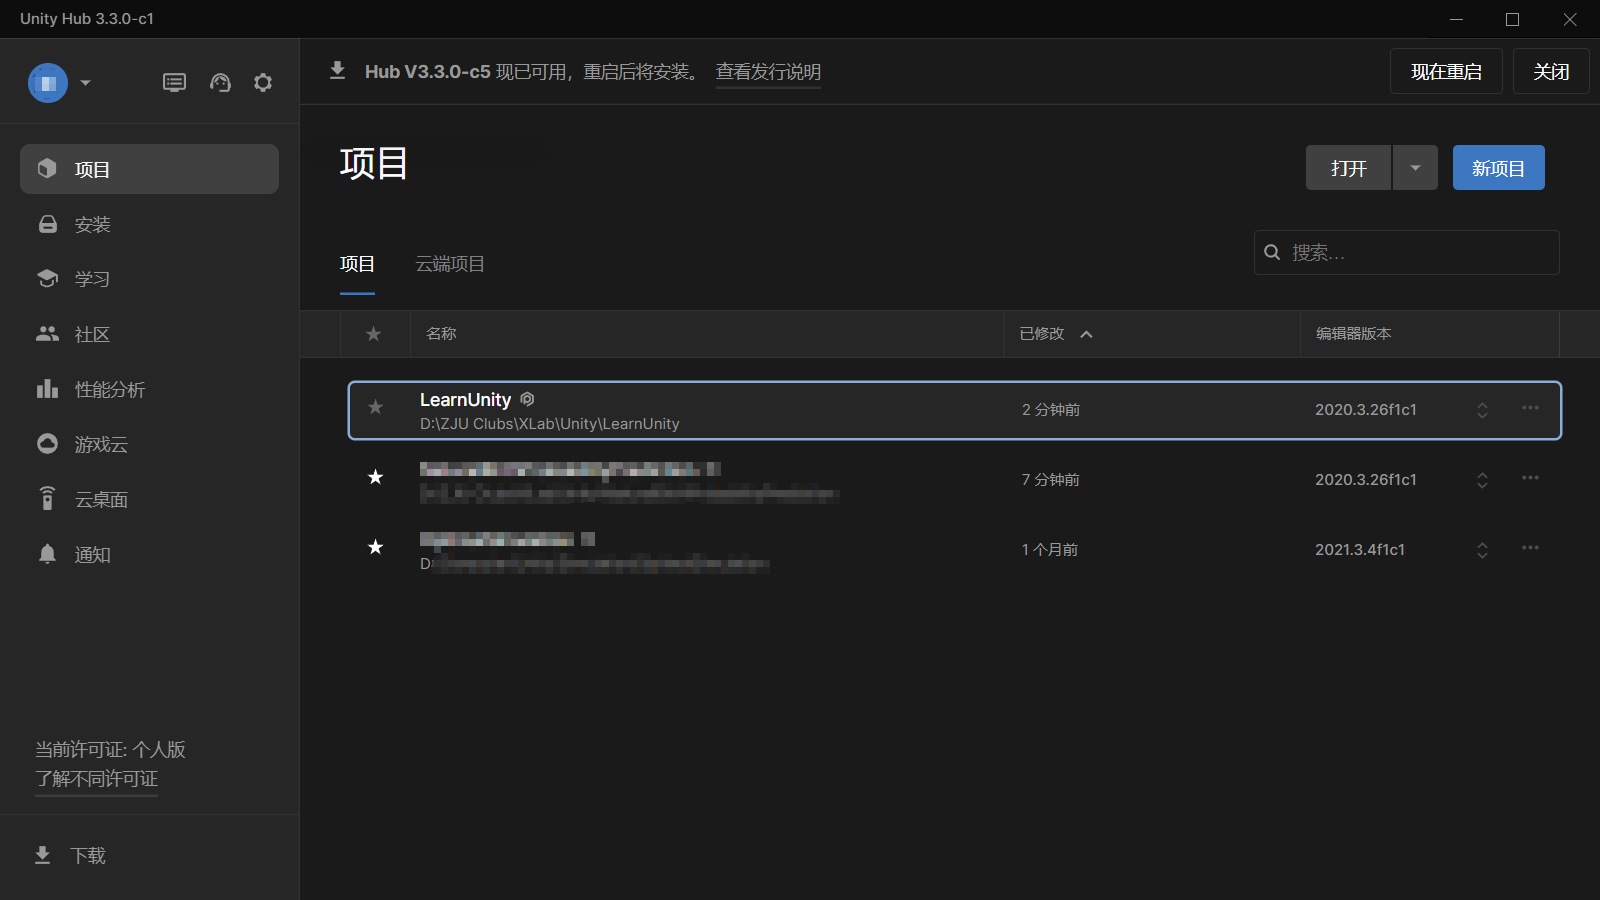 Unity Hub 3.3.0-c1
Hub V3.3.0-c5 现已可用，重启后将安装。 查看发行说明
现在重启
关闭
项目
安装
学习
社区
性能分析
游戏云
云桌面
通知
当前许可证: 个人版
了解不同许可证
下载
项目
打开
新项目
项目
云端项目
搜索...
名称
已修改
编辑器版本
LearnUnity
D:\ZJU Clubs\XLab\Unity\LearnUnity
2 分钟前
2020.3.26f1c1
7 分钟前
2020.3.26f1c1
D:
1 个月前
2021.3.4f1c1